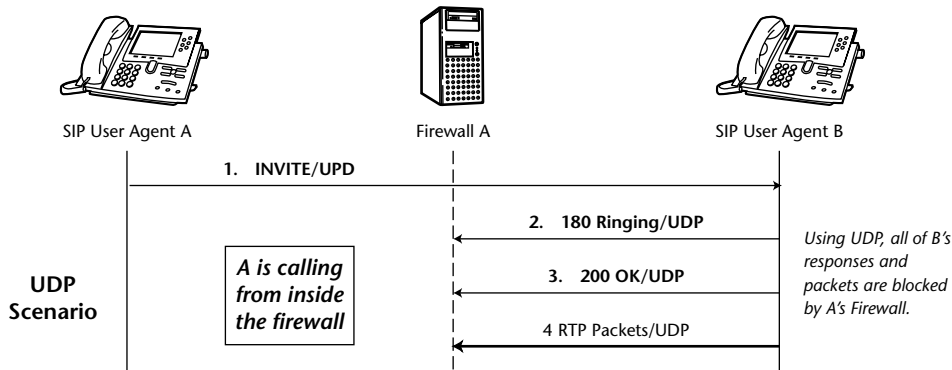 SIP User Agent A
Firewall A
SIP User Agent B
1. INVITE/UPD
2. 180 Ringing/UDP
3. 200 OK/UDP
4 RTP Packets/UDP
UDP
Scenario
A is calling
from inside
the firewall
Using UDP, all of B's
responses and
packets are blocked
by A's Firewall.